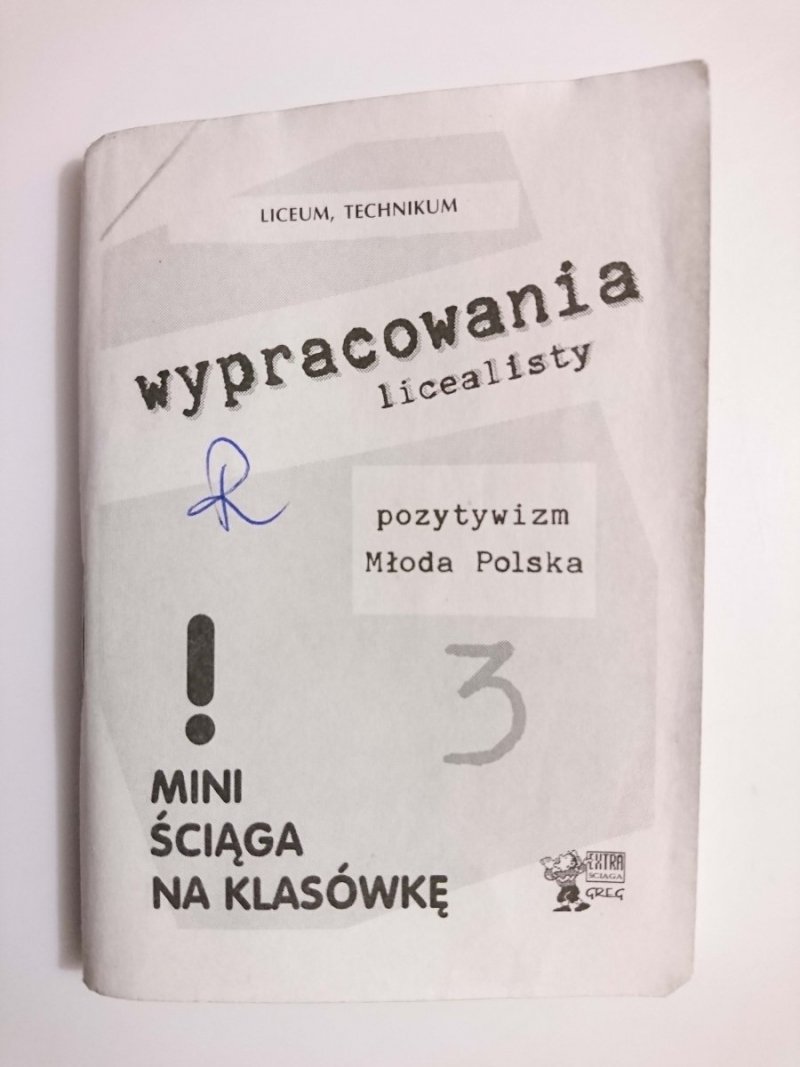 LICEUM, TECHNIKUM
wypracowania
licealisty
R
pozytywizm
Młoda Polska
3
!
MINI
ŚCIĄGA
NA KLASÓWKĘ
EXTRA
ŚCIĄGA
GREG